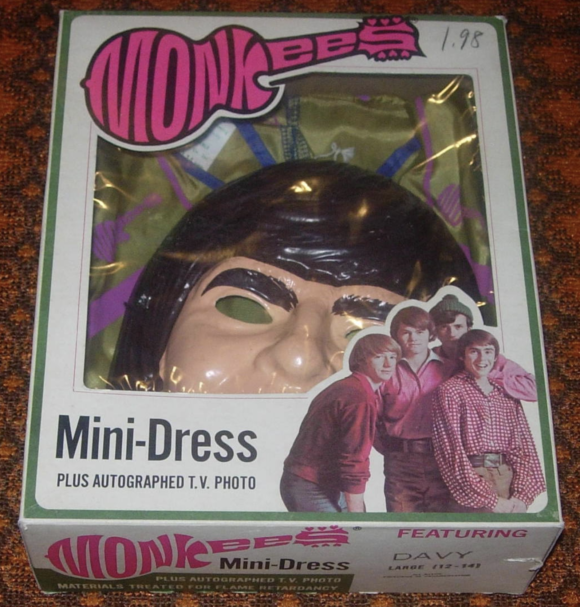 MONKEES
1.98
Mini-Dress
PLUS AUTOGRAPHED T.V. PHOTO
MONKEES®
Mini-Dress
PLUS AUTOGRAPHED T.V. PHOTO
MATERIALS TREATED FOR FLAME RETARDANCY
FEATURING
DAVY
LARGE (12-14)